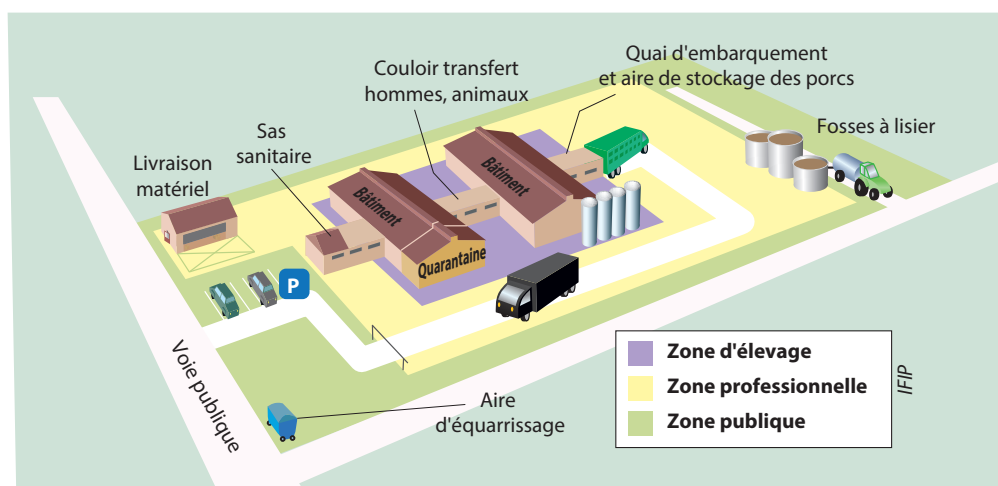 Quai d'embarquement
et aire de stockage des porcs
Couloir transfert
hommes, animaux
Fosses à lisier
Sas
sanitaire
Livraison
matériel
Bâtiment
Bâtiment
Quarantaine
P
Voie publique
Aire
d'équarrissage
Zone d'élevage
Zone professionnelle
Zone publique
IFIP